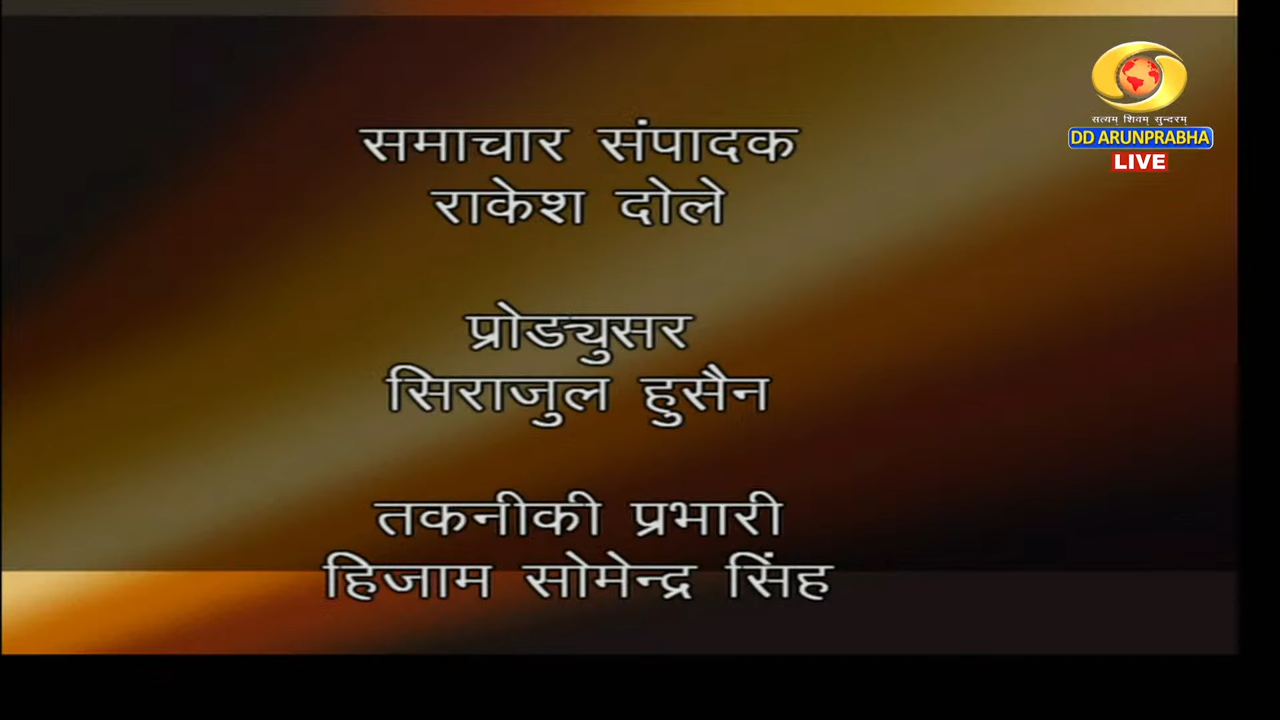 समाचार संपादक
राकेश दोले
प्रोड्युसर
सिराजुल हुसैन
तकनीकी प्रभारी
हिजाम सोमेन्द्र सिंह
सत्यम् शिवम् सुन्दरम्
DD ARUNPRABHA
LIVE